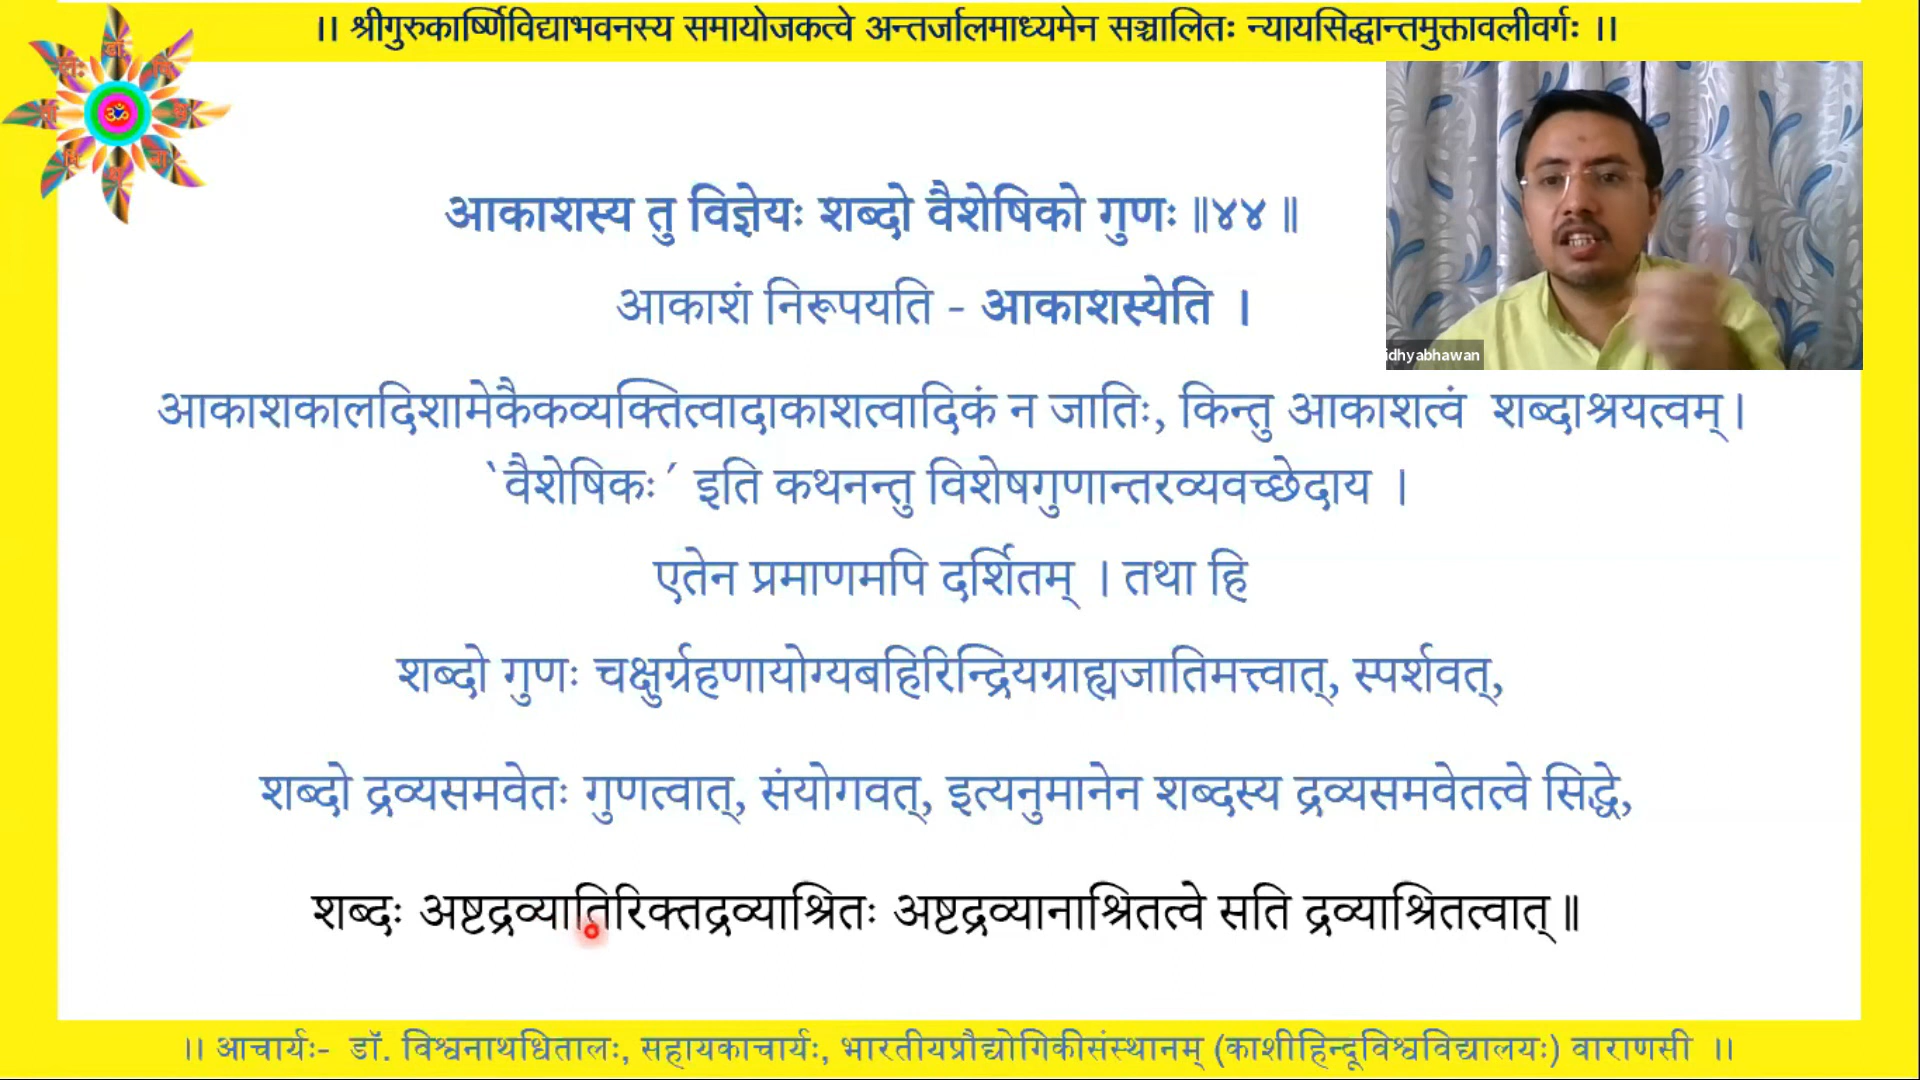 ।। श्रीगुरुकार्ष्णिविद्याभवनस्य समायोजकत्वे अन्तर्जालमाध्यमेन सञ्चालितः न्यायसिद्धान्तमुक्तावलीवर्गः ।।
ॐ
आकाशस्य तु विज्ञेयः शब्दो वैशेषिको गुणः ॥४४ ॥
आकाशं निरूपयति - आकाशस्येति ।
idhyabhawan
आकाशकालदिशामेकैकव्यक्तित्वादाकाशत्वादिकं न जातिः, किन्तु आकाशत्वं शब्दाश्रयत्वम् ।
`वैशेषिकः´ इति कथनन्तु विशेषगुणान्तरव्यवच्छेदाय ।
एतेन प्रमाणमपि दर्शितम् । तथा हि
शब्दो गुणः चक्षुर्ग्रहणायोग्यबहिरिन्द्रियग्राह्यजातिमत्त्वात्, स्पर्शवत्,
शब्दो द्रव्यसमवेतः गुणत्वात्, संयोगवत्, इत्यनुमानेन शब्दस्य द्रव्यसमवेतत्वे सिद्धे,
शब्दः अष्टद्रव्यातिरिक्तद्रव्याश्रितः अष्टद्रव्यानाश्रितत्वे सति द्रव्याश्रितत्वात् ॥
।। आचार्यः- डॉ. विश्वनाथधितालः, सहायकाचार्यः, भारतीयप्रौद्योगिकीसंस्थानम् (काशीहिन्दूविश्वविद्यालयः) वाराणसी ।।